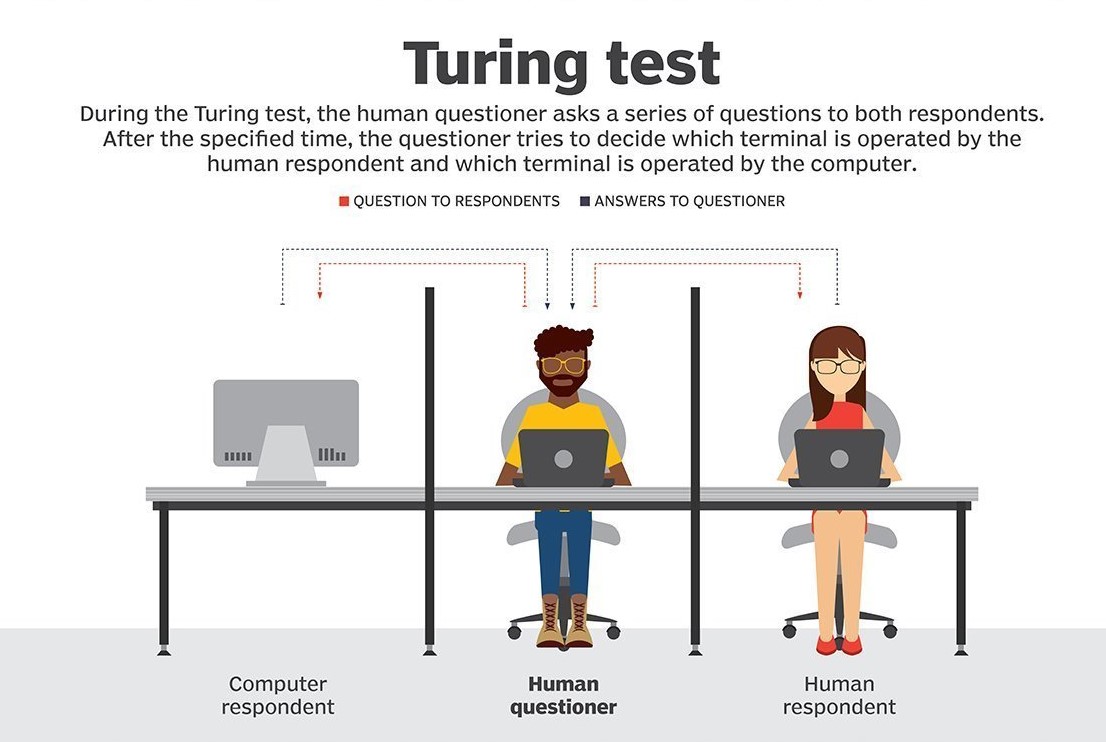 Turing test
During the Turing test, the human questioner asks a series of questions to both respondents.
After the specified time, the questioner tries to decide which terminal is operated by the
human respondent and which terminal is operated by the computer.
QUESTION TO RESPONDENTS ANSWERS TO QUESTIONER
Computer
respondent
Human
questioner
Human
respondent